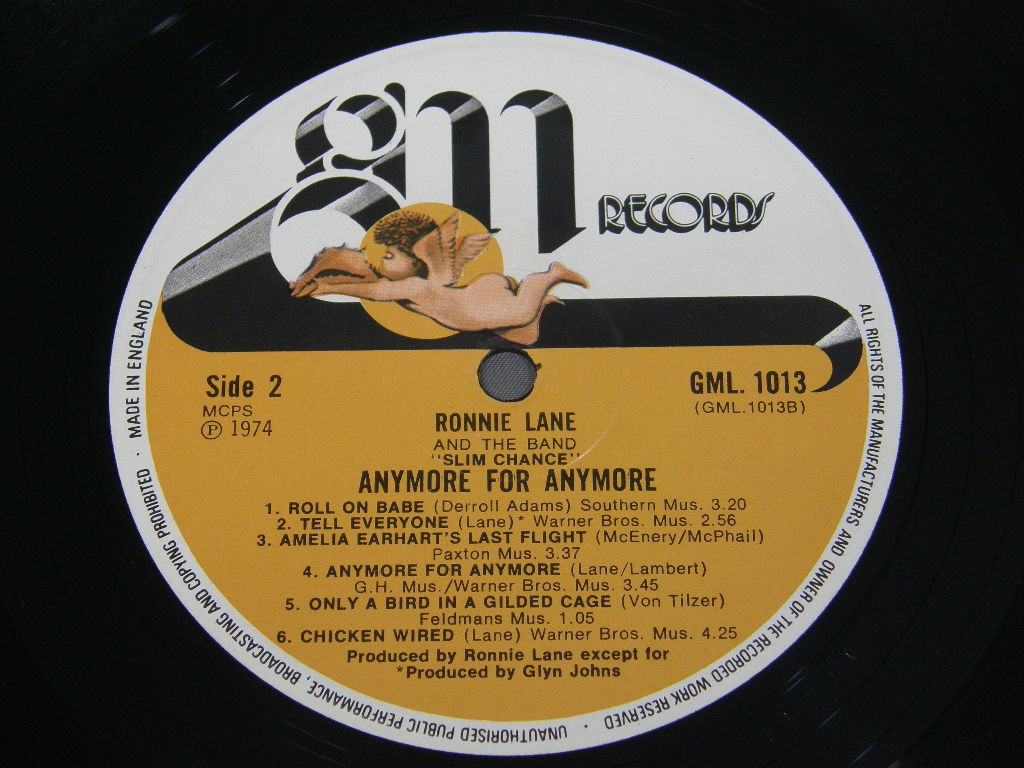 gm RECORDS
Side 2
MCPS
Ⓟ 1974
GML. 1013
(GML.1013B)
RONNIE LANE
AND THE BAND
"SLIM CHANCE"
ANYMORE FOR ANYMORE
1. ROLL ON BABE (Derroll Adams) Southern Mus. 3.20
2. TELL EVERYONE (Lane)* Warner Bros. Mus. 2.56
3. AMELIA EARHART'S LAST FLIGHT (McEnery/McPhail)
Paxton Mus. 3.37
4. ANYMORE FOR ANYMORE (Lane/Lambert)
G.H. Mus./Warner Bros. Mus. 3.45
5. ONLY A BIRD IN A GILDED CAGE (Von Tilzer)
Feldmans Mus. 1.05
6. CHICKEN WIRED (Lane) Warner Bros. Mus. 4.25
Produced by Ronnie Lane except for
*Produced by Glyn Johns
ALL RIGHTS OF THE MANUFACTURERS AND OWNER OF THE RECORDED WORK RESERVED · UNAUTHORISED PUBLIC PERFORMANCE, BROADCASTING AND COPYING PROHIBITED · MADE IN ENGLAND